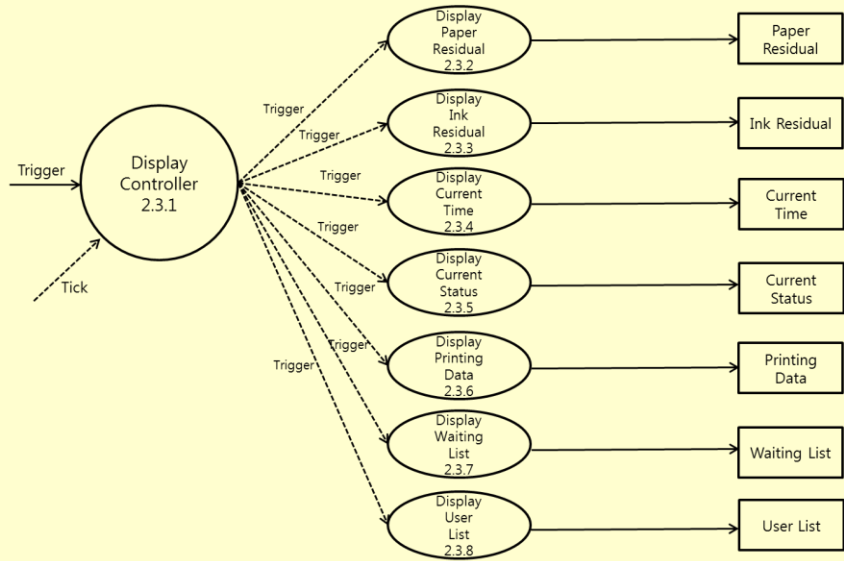 Display
Paper
Residual
2.3.2
Paper
Residual
Trigger
Display
Ink
Residual
2.3.3
Ink Residual
Trigger
Trigger
Display
Controller
2.3.1
Trigger
Display
Current
Time
2.3.4
Current
Time
Trigger
Tick
Display
Current
Status
2.3.5
Current
Status
Trigger
Display
Printing
Data
2.3.6
Printing
Data
Trigger
Trigger
Display
Waiting
List
2.3.7
Waiting List
Display
User
List
2.3.8
User List